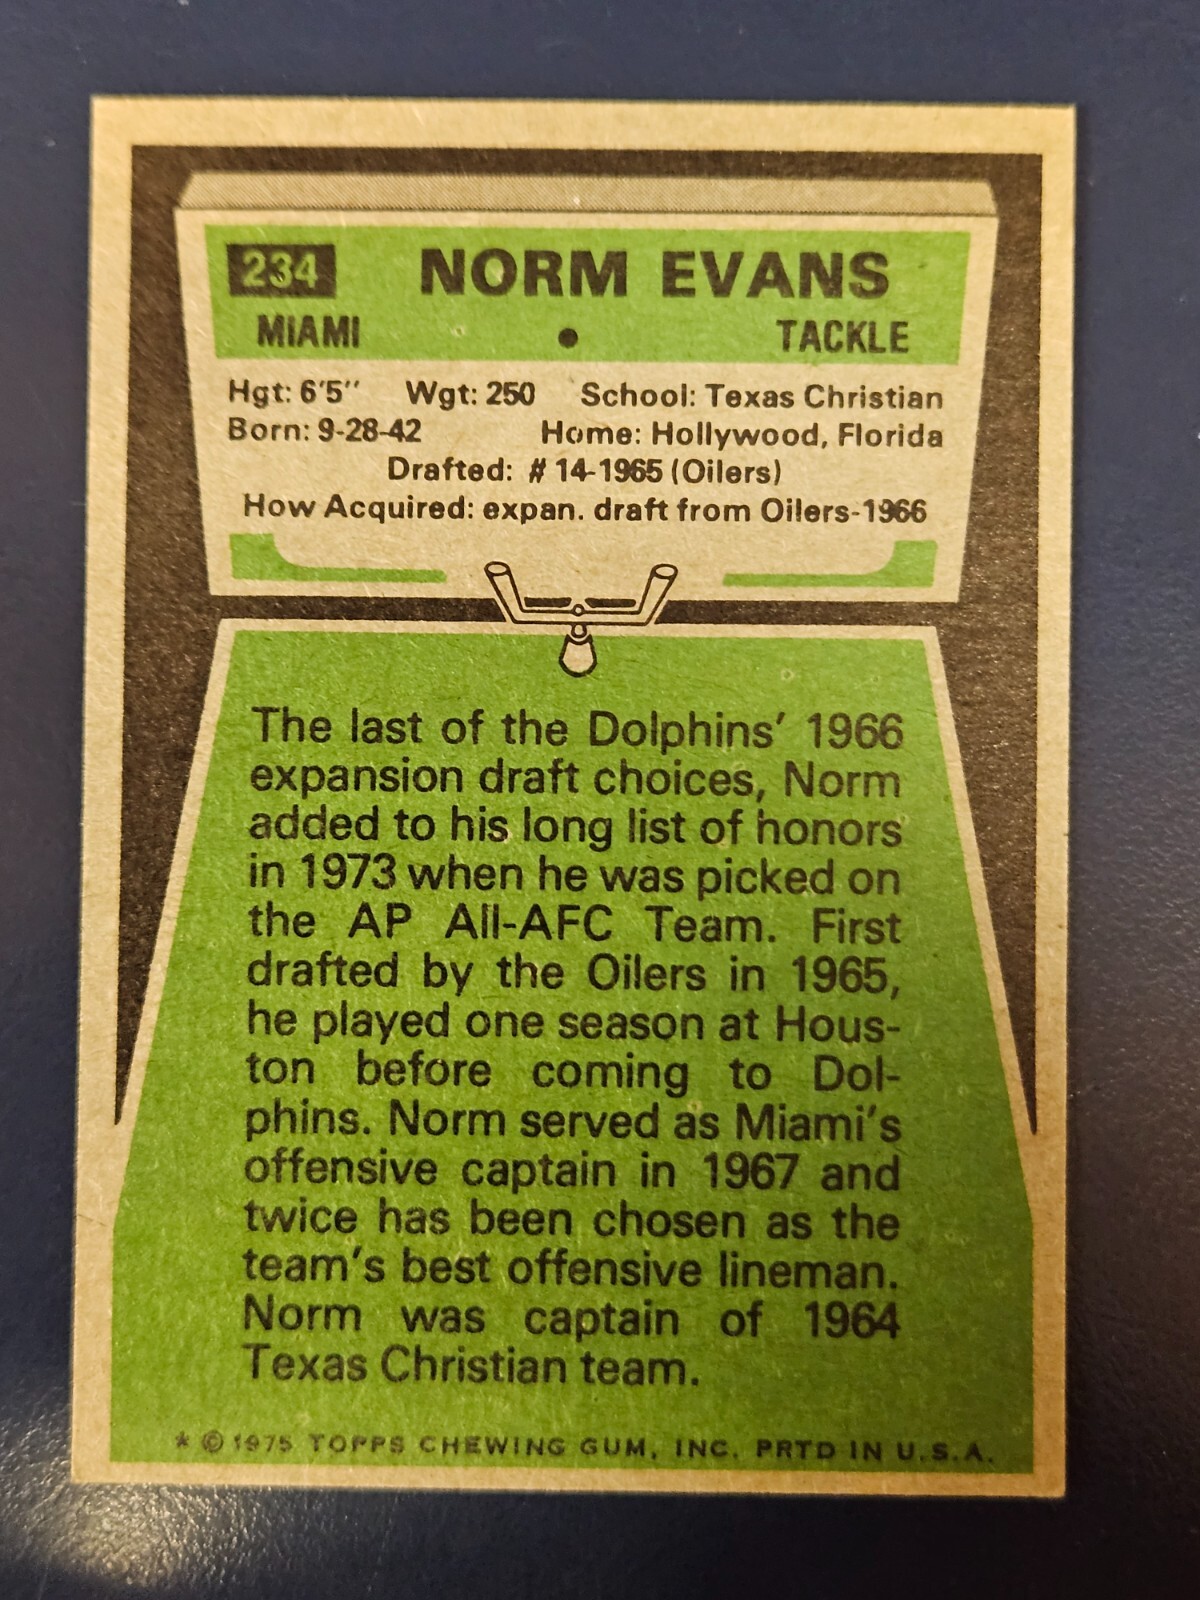 234 NORM EVANS
MIAMI • TACKLE
Hgt: 6'5" Wgt: 250 School: Texas Christian
Born: 9-28-42 Home: Hollywood, Florida
Drafted: # 14-1965 (Oilers)
How Acquired: expan. draft from Oilers-1966
The last of the Dolphins' 1966
expansion draft choices, Norm
added to his long list of honors
in 1973 when he was picked on
the AP All-AFC Team. First
drafted by the Oilers in 1965,
he played one season at Hous-
ton before coming to Dol-
phins. Norm served as Miami's
offensive captain in 1967 and
twice has been chosen as the
team's best offensive lineman.
Norm was captain of 1964
Texas Christian team.
* © 1975 TOPPS CHEWING GUM, INC. PRTD IN U.S.A.